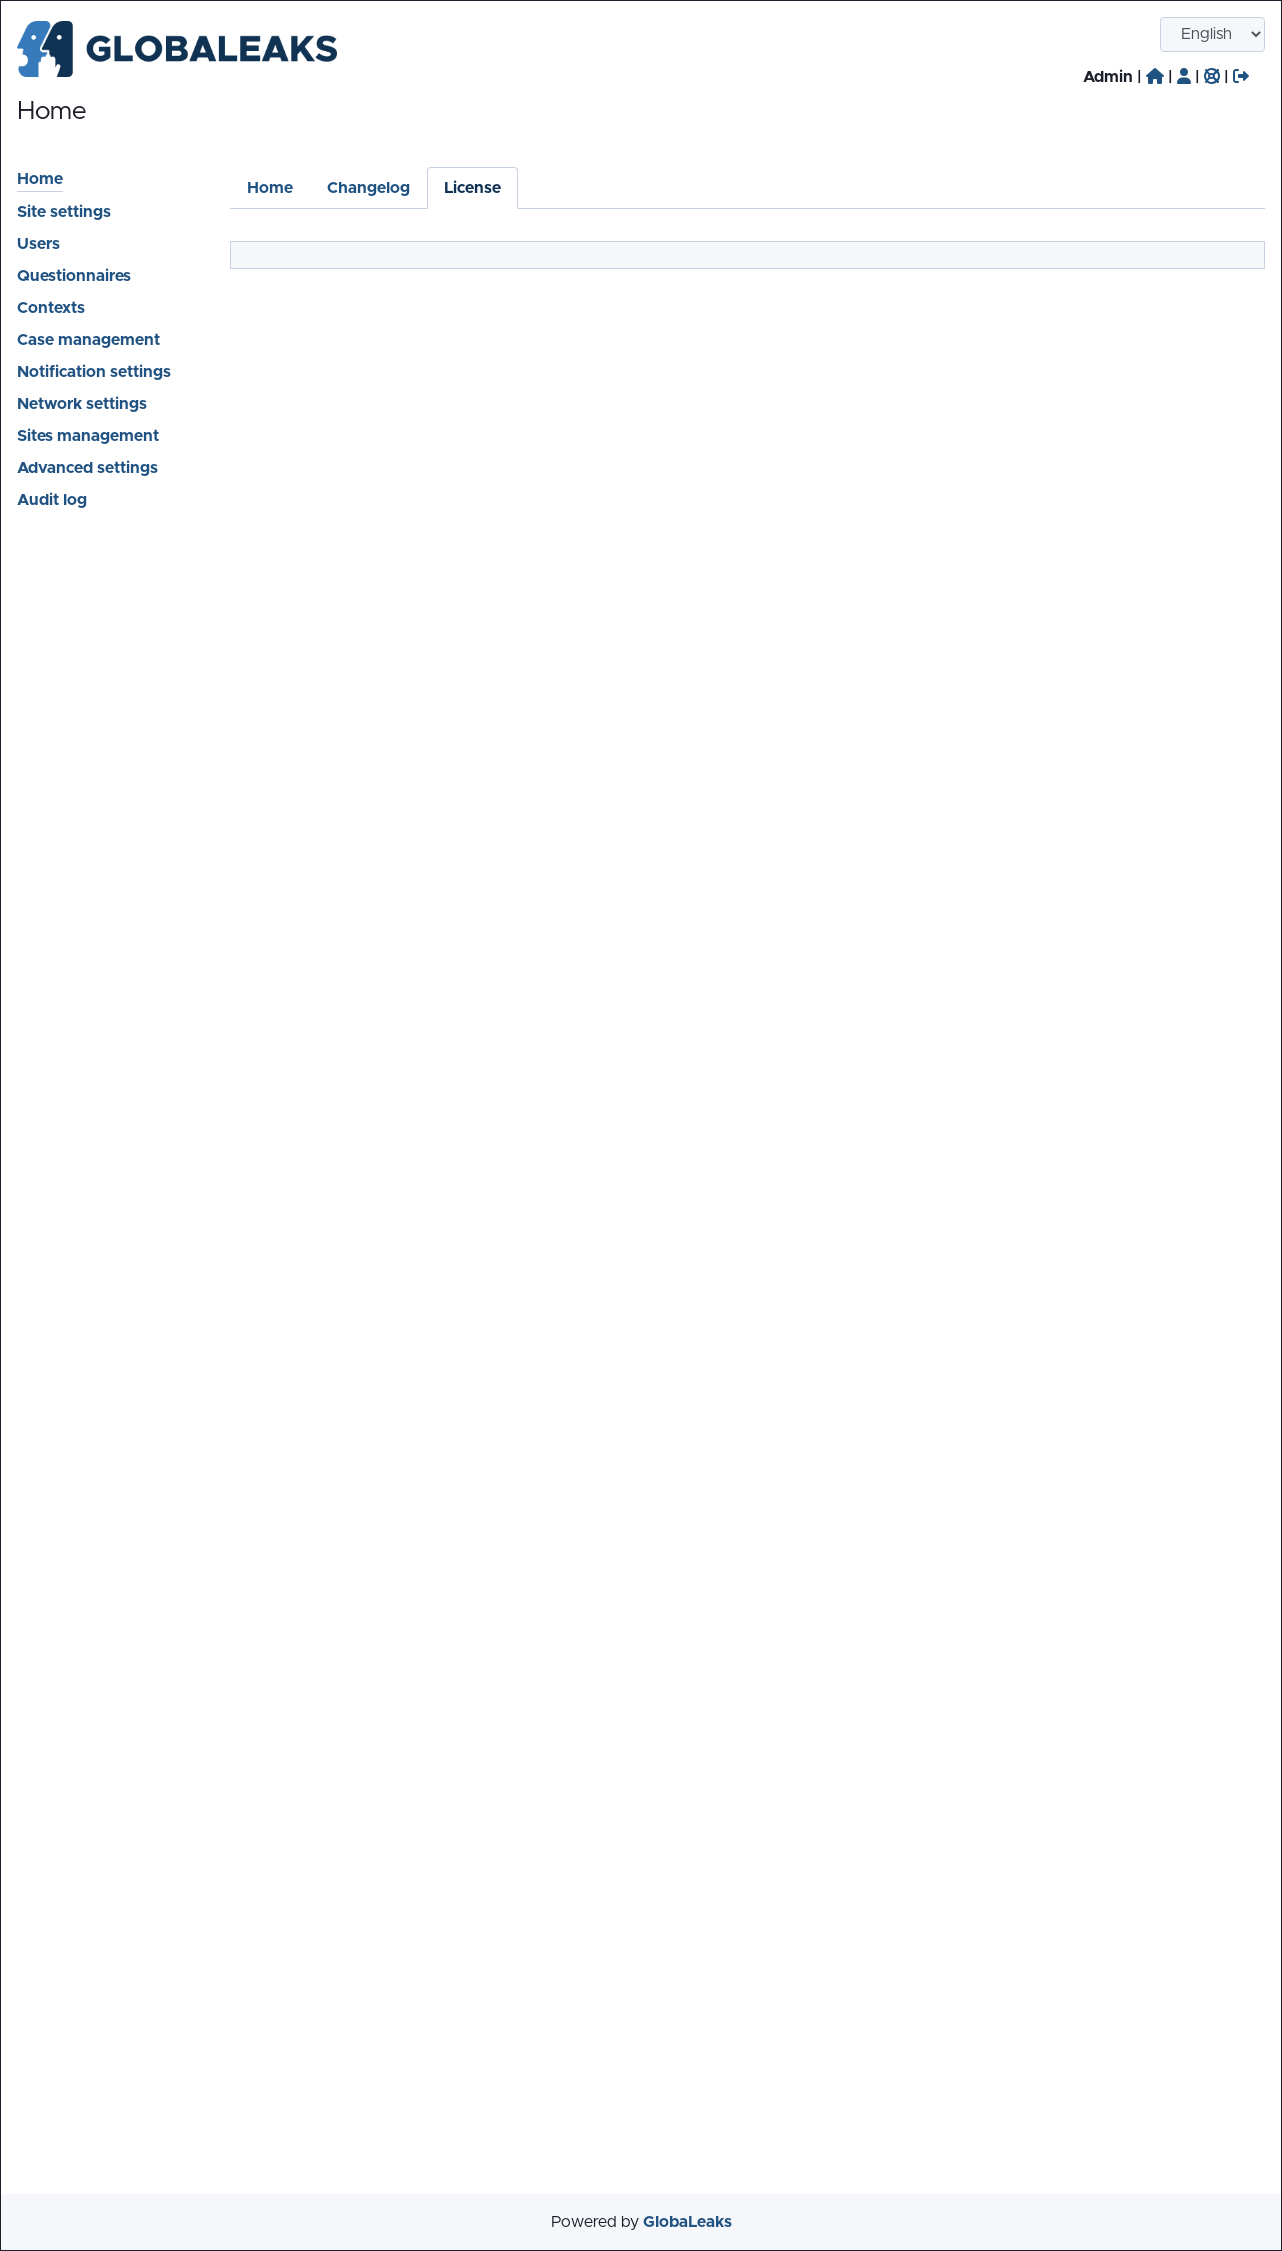 GLOBALEAKS
English
Admin | | | |
Home
Home
Site settings
Users
Questionnaires
Contexts
Case management
Notification settings
Network settings
Sites management
Advanced settings
Audit log
Home Changelog License
Powered by GlobaLeaks